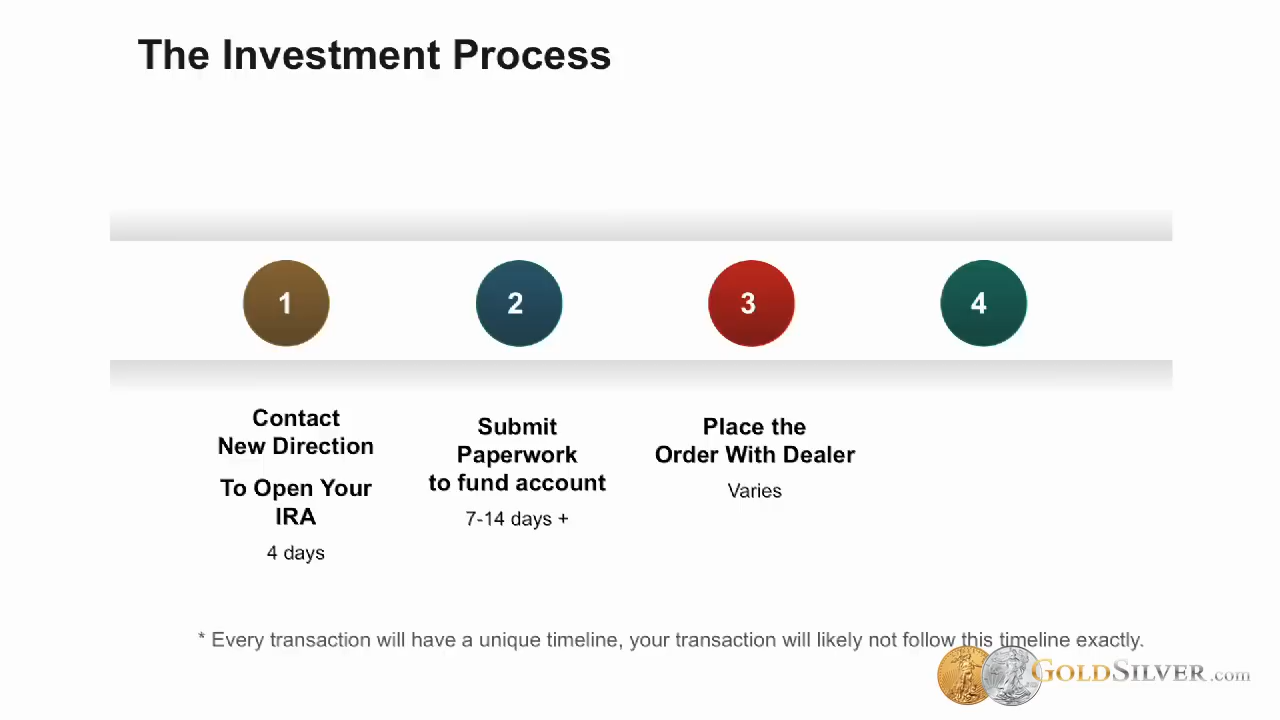 The Investment Process
1
2
3
4
Contact
New Direction
To Open Your
IRA
4 days
Submit
Paperwork
to fund account
7-14 days +
Place the
Order With Dealer
Varies
* Every transaction will have a unique timeline, your transaction will likely not follow this timeline exactly.
GOLDSILVER.com